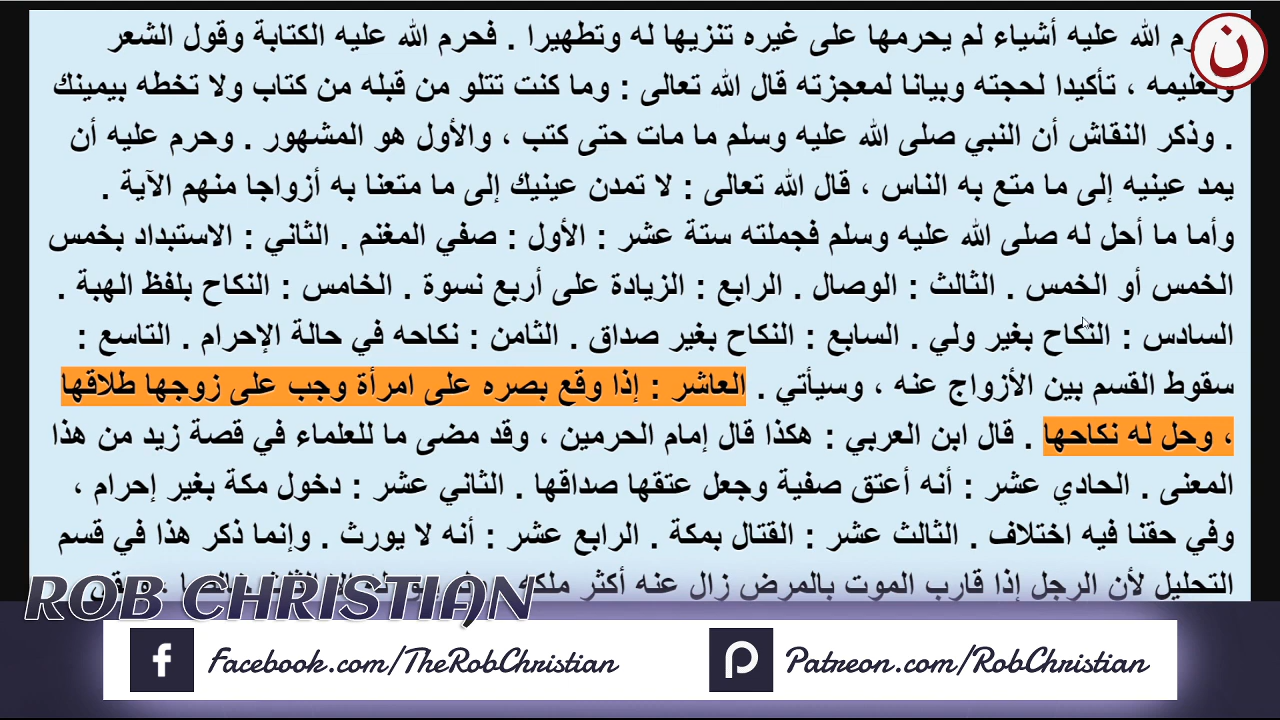 الله عليه أشياء لم يحرمها على غيره تنزيها له وتطهيرا . فحرم الله عليه الكتابة وقول الشعر
وتعليمه ، تأكيدا لحجته وبيانا لمعجزته قال الله تعالى : وما كنت تتلو من قبله من كتاب ولا تخطه بيمينك
. وذكر النقاش أن النبي صلى الله عليه وسلم ما مات حتى كتب ، والأول هو المشهور . وحرم عليه أن
يمد عينيه إلى ما متع به الناس ، قال الله تعالى : لا تمدن عينيك إلى ما متعنا به أزواجا منهم الآية .
وأما ما أحل له صلى الله عليه وسلم فجملته ستة عشر : الأول : صفي المغنم . الثاني : الاستبداد بخمس
الخمس أو الخمس . الثالث : الوصال . الرابع : الزيادة على أربع نسوة . الخامس : النكاح بلفظ الهبة .
السادس : النكاح بغير ولي . السابع : النكاح بغير صداق . الثامن : نكاحه في حالة الإحرام . التاسع :
سقوط القسم بين الأزواج عنه ، وسيأتي . العاشر : إذا وقع بصره على امرأة وجب على زوجها طلاقها
، وحل له نكاحها . قال ابن العربي : هكذا قال إمام الحرمين ، وقد مضى ما للعلماء في قصة زيد من هذا
المعنى . الحادي عشر : أنه أعتق صفية وجعل عتقها صداقها . الثاني عشر : دخول مكة بغير إحرام ،
وفي حقنا فيه اختلاف . الثالث عشر : القتال بمكة . الرابع عشر : أنه لا يورث . وإنما ذكر هذا في قسم
التحليل لأن الرجل إذا قارب الموت بالمرض زال عنه أكثر ملكه
ن
ROB CHRISTIAN
Facebook.com/TheRobChristian
Patreon.com/RobChristian